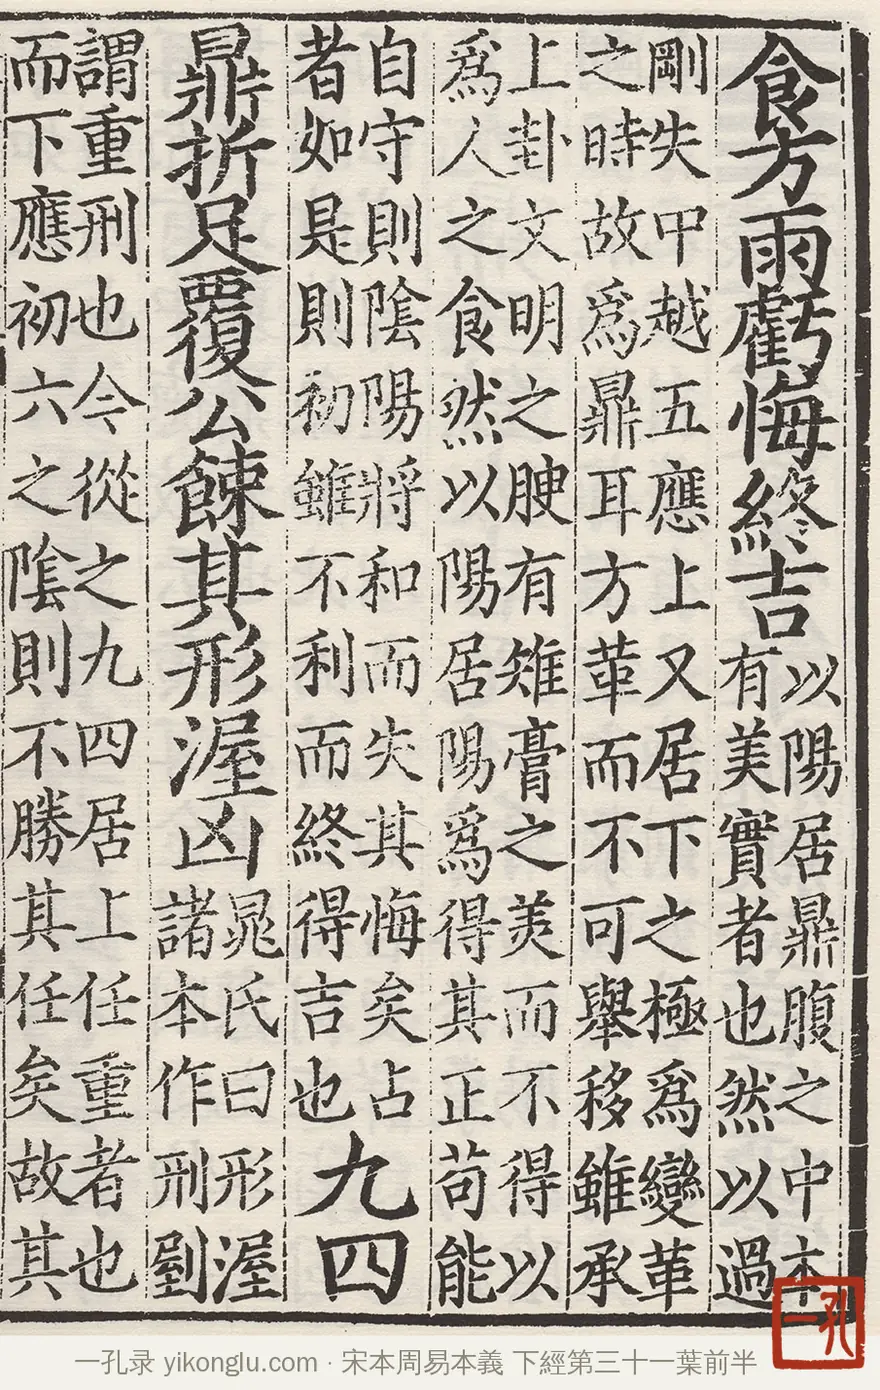 食方雨虧悔終吉
以陽居鼎腹之中本
有美實者也然以過
剛失中越五應上又居下之極爲變革
之時故爲鼎耳方革而不可舉移雖承
上卦文明之腴有雉膏之美而不得以
爲人之食然以陽居陽爲得其正苟能
自守則陰陽將和而失其悔矣占
者如是則初雖不利而終得吉也
九四
鼎折足覆公餗其形渥凶
晁氏曰形渥
諸本作刑剭
謂重刑也今從之九四居上任重者也
而下應初六之陰則不勝其任矣故其
一孔
一孔录 yikonglu.com · 宋本周易本義 下經第三十一葉前半